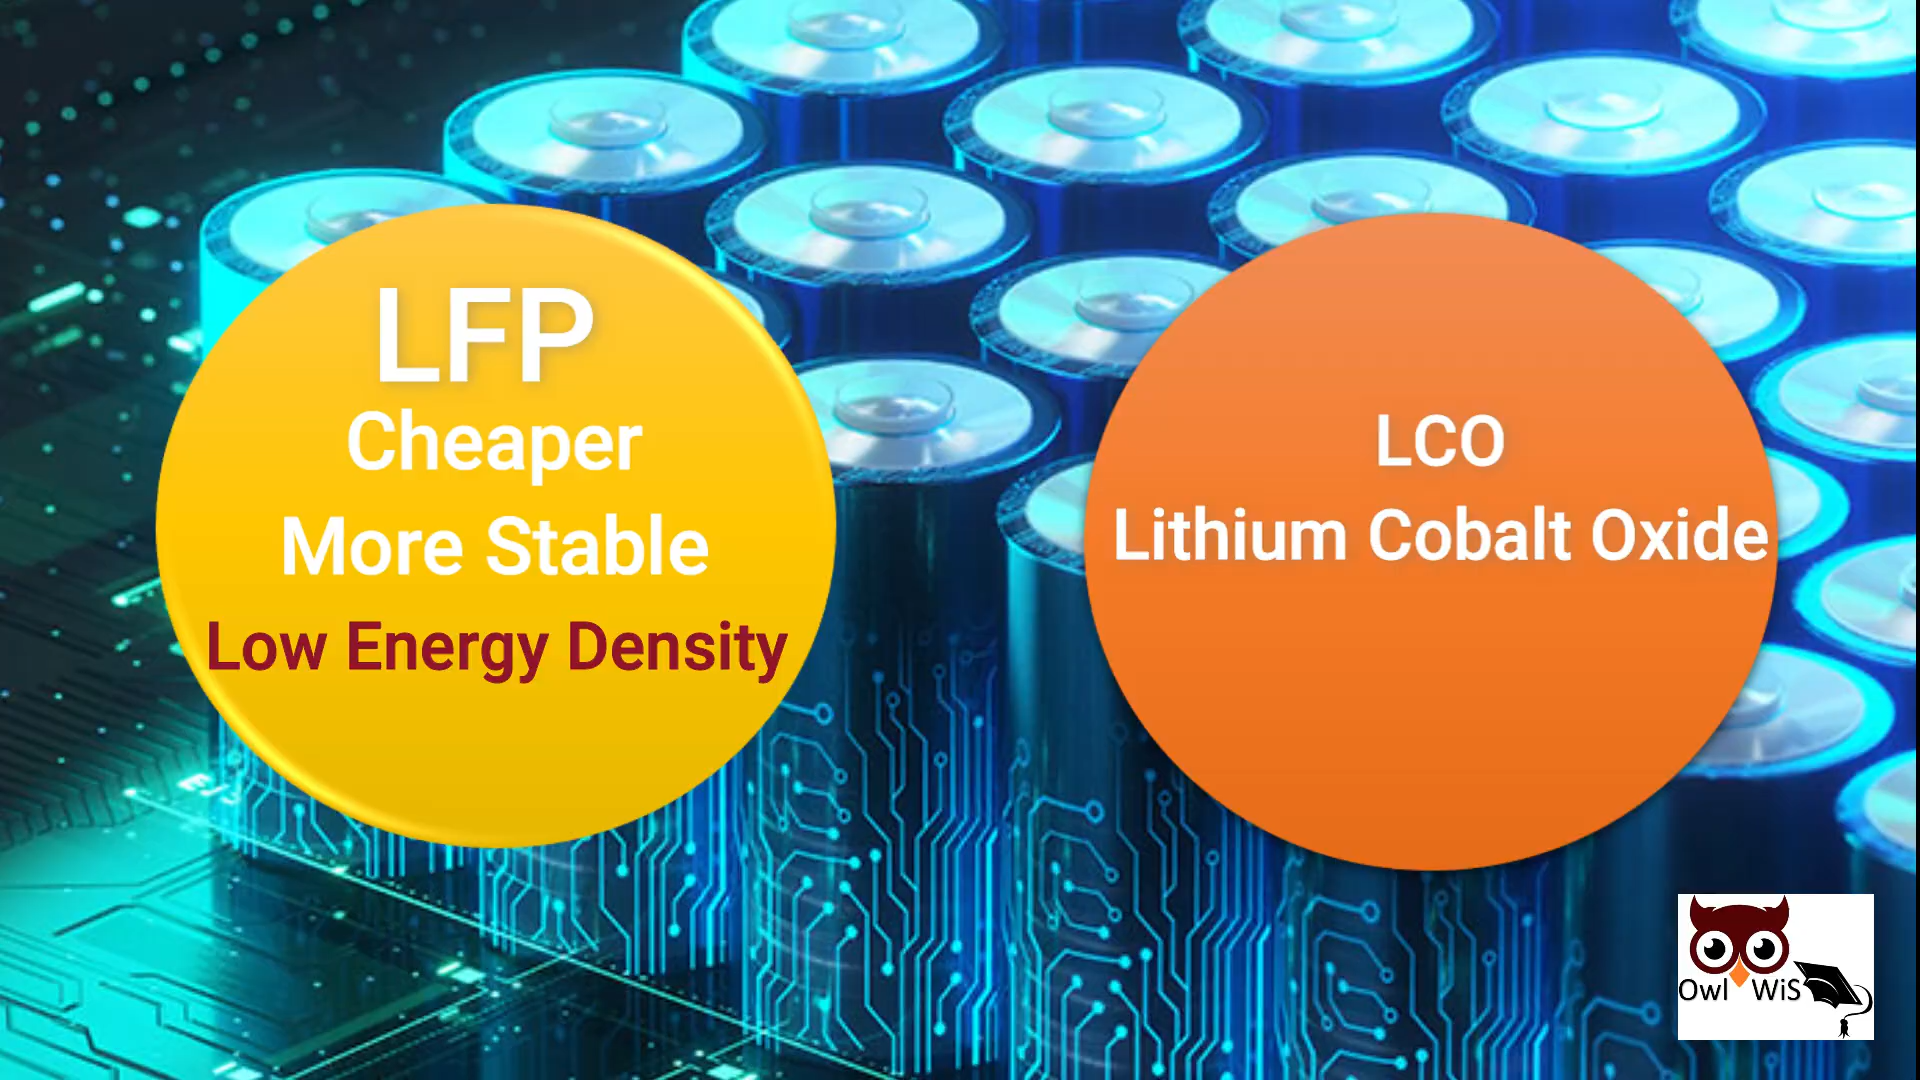 LFP
Cheaper
More Stable
Low Energy Density
LCO
Lithium Cobalt Oxide
Owl WiS